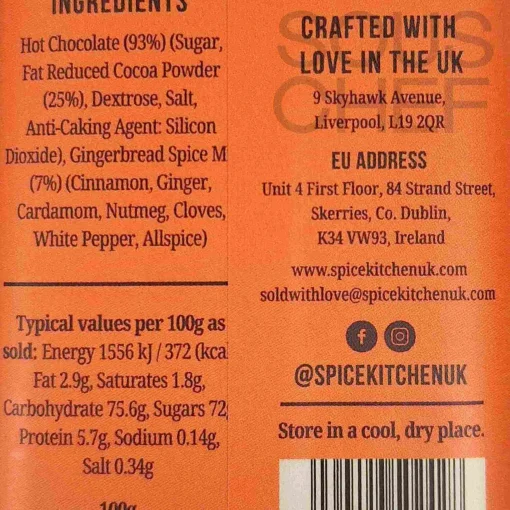 INGREDIENTS
Hot Chocolate (93%) (Sugar,
Fat Reduced Cocoa Powder
(25%), Dextrose, Salt,
Anti-Caking Agent: Silicon
Dioxide), Gingerbread Spice M
(7%) (Cinnamon, Ginger,
Cardamom, Nutmeg, Cloves,
White Pepper, Allspice)
Typical values per 100g as
sold: Energy 1556 kJ / 372 (kca
Fat 2.9g, Saturates 1.8g,
Carbohydrate 75.6g, Sugars 72
Protein 5.7g, Sodium 0.14g,
Salt 0.34g
100g
SOUS
CHEF
CRAFTED WITH
LOVE IN THE UK
9 Skyhawk Avenue,
Liverpool, L19 2QR
EU ADDRESS
Unit 4 First Floor, 84 Strand Street,
Skerries, Co. Dublin,
K34 VW93, Ireland
www.spicekitchenuk.com
soldwithlove@spicekitchenuk.com
@SPICEKITCHENUK
Store in a cool, dry place.